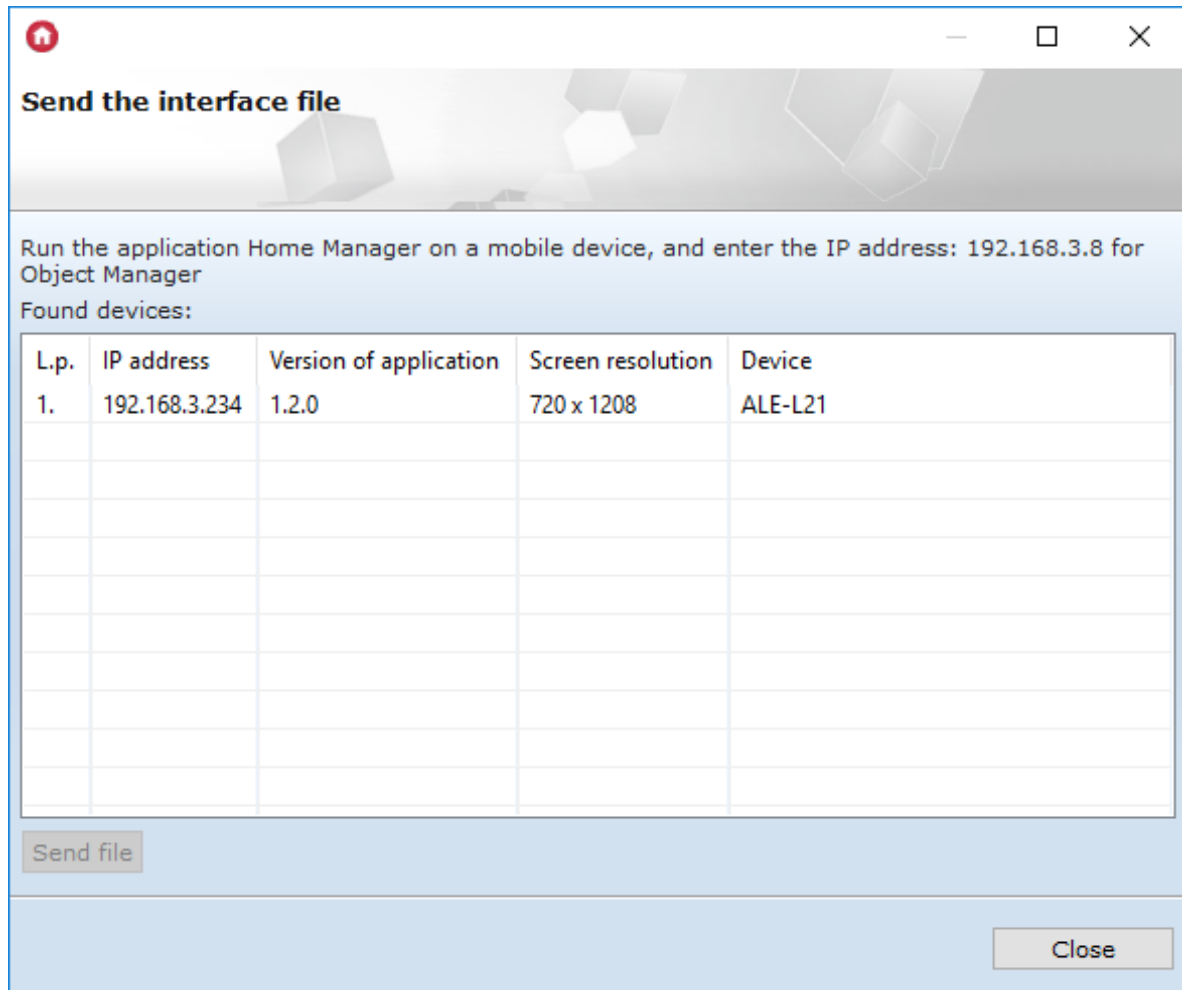 Send the interface file
Run the application Home Manager on a mobile device, and enter the IP address: 192.168.3.8 for
Object Manager
Found devices:
L.p. IP address Version of application Screen resolution Device
1. 192.168.3.234 1.2.0 720 x 1208 ALE-L21
Send file
Close